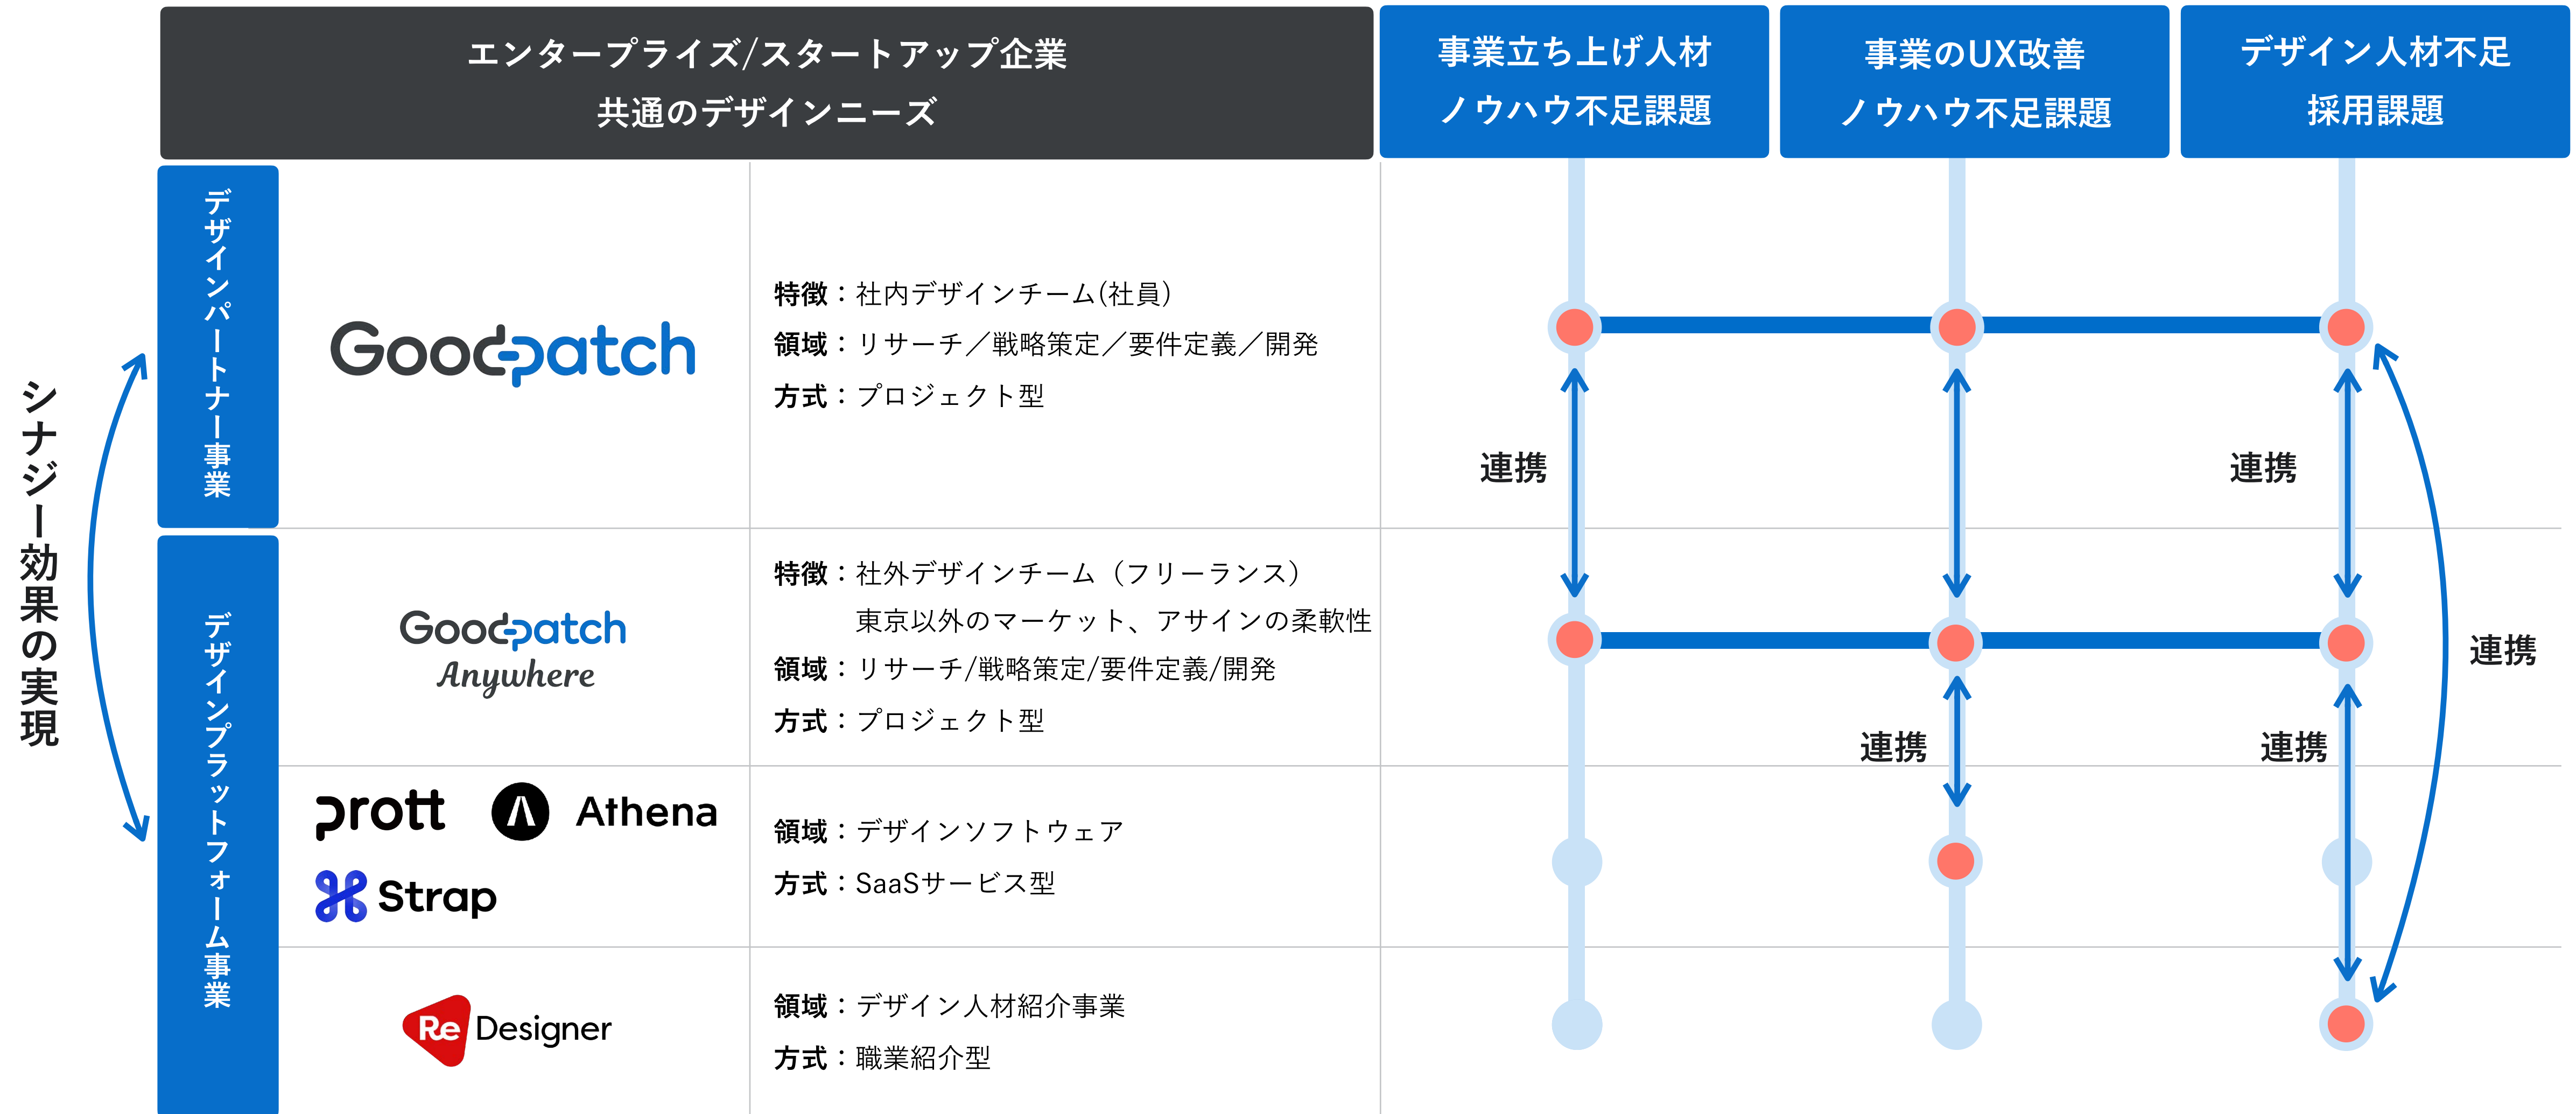 エンタープライズ/スタートアップ企業
共通のデザインニーズ
事業立ち上げ人材
ノウハウ不足課題
事業のUX改善
ノウハウ不足課題
デザイン人材不足
採用課題
シナジー効果の実現
デザインパートナー事業
Goodpatch
特徴：社内デザインチーム(社員)
領域：リサーチ／戦略策定／要件定義／開発
方式：プロジェクト型
連携
連携
デザインプラットフォーム事業
Goodpatch
Anywhere
特徴：社外デザインチーム（フリーランス）
東京以外のマーケット、アサインの柔軟性
領域：リサーチ/戦略策定/要件定義/開発
方式：プロジェクト型
連携
連携
連携
prott
Athena
Strap
領域：デザインソフトウェア
方式：SaaSサービス型
Re Designer
領域：デザイン人材紹介事業
方式：職業紹介型